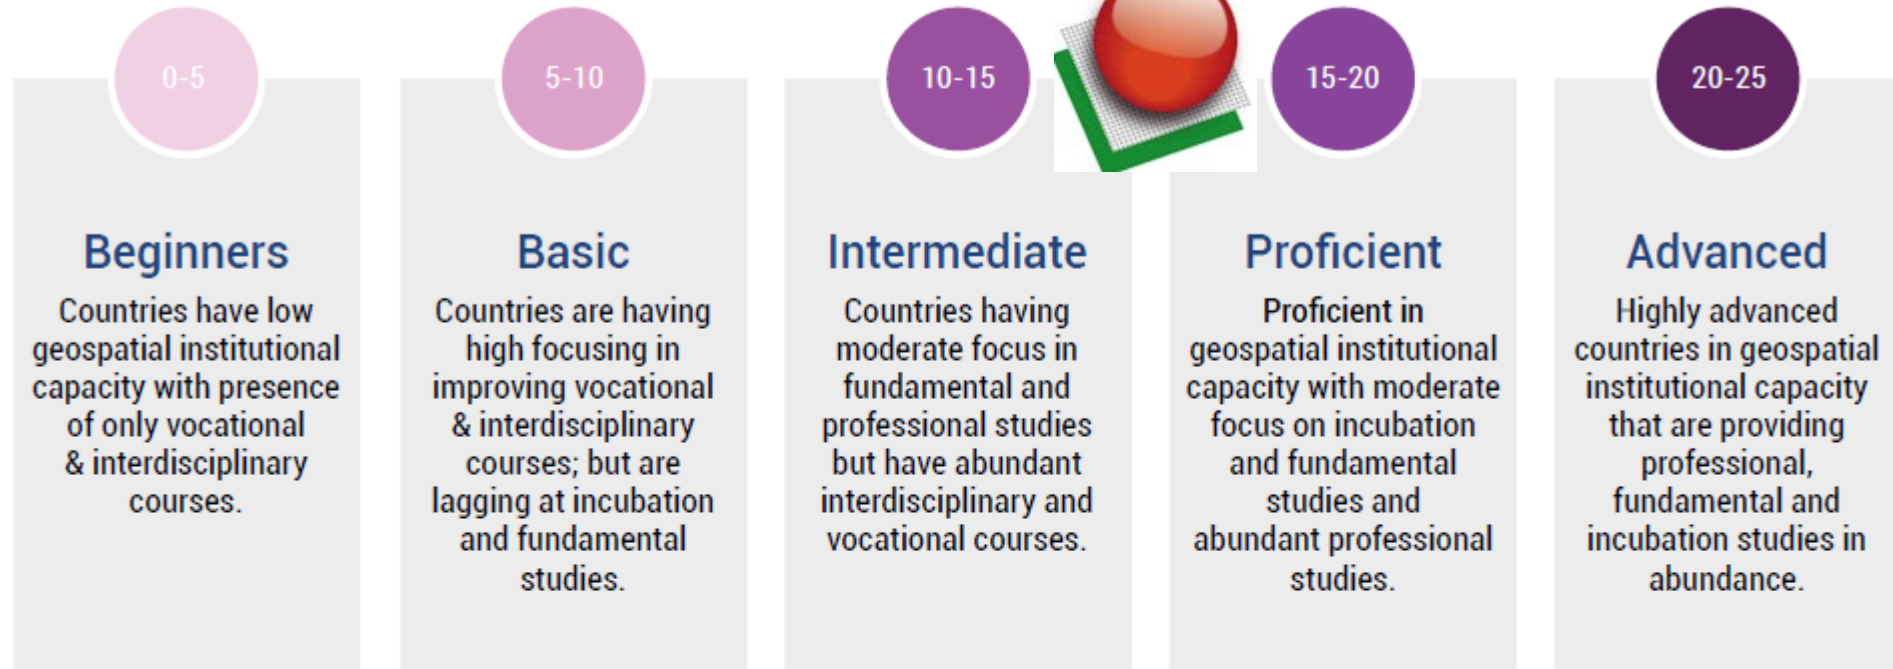 0-5
Beginners
Countries have low
geospatial institutional
capacity with presence
of only vocational
& interdisciplinary
courses.
5-10
Basic
Countries are having
high focusing in
improving vocational
& interdisciplinary
courses; but are
lagging at incubation
and fundamental
studies.
10-15
Intermediate
Countries having
moderate focus in
fundamental and
professional studies
but have abundant
interdisciplinary and
vocational courses.
15-20
Proficient
Proficient in
geospatial institutional
capacity with moderate
focus on incubation
and fundamental
studies and
abundant professional
studies.
20-25
Advanced
Highly advanced
countries in geospatial
institutional capacity
that are providing
professional,
fundamental and
incubation studies in
abundance.